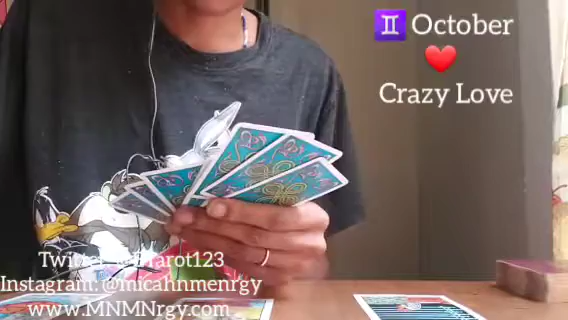 ♊ October
❤️
Crazy Love
Instagram:@micahnmenrgy
www.MNMNrgy.com